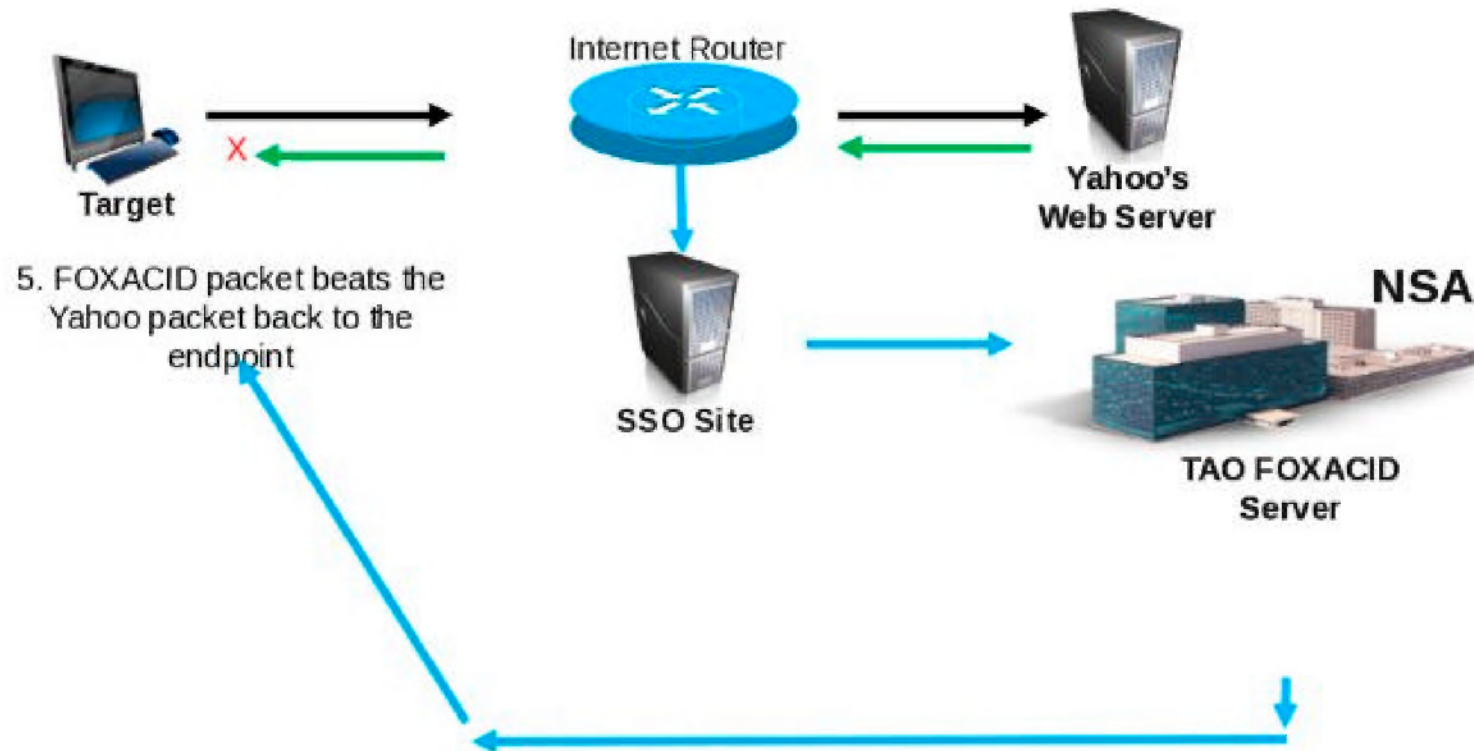 Internet Router
Target
Yahoo's
Web Server
5. FOXACID packet beats the
Yahoo packet back to the
endpoint
SSO Site
NSA
TAO FOXACID
Server
X